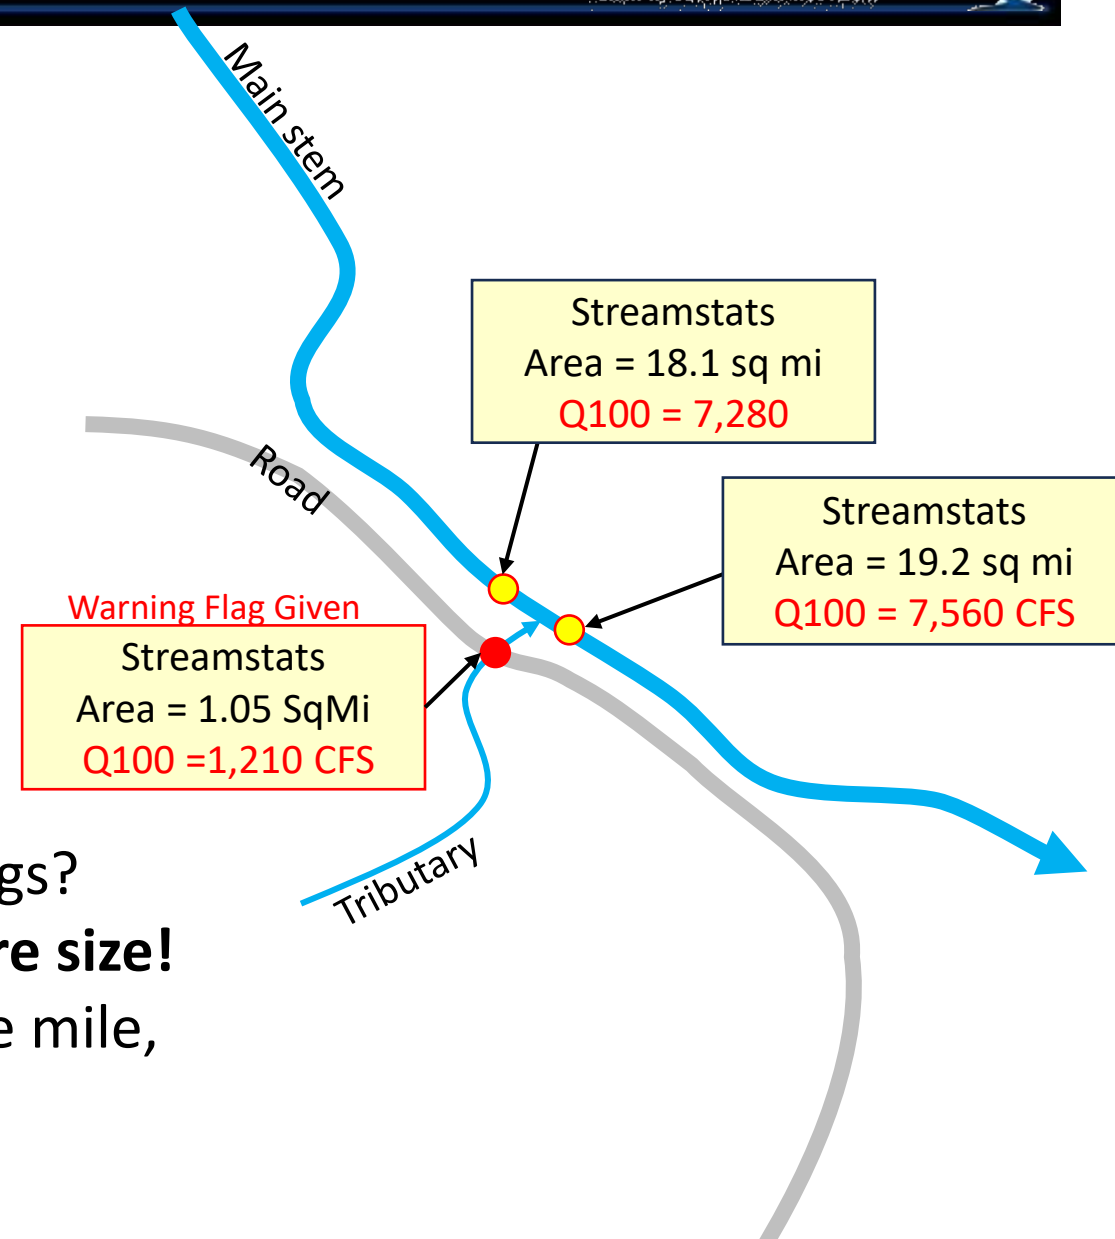 Main stem
Streamstats
Area = 18.1 sq mi
Q100 = 7,280
Road
Streamstats
Area = 19.2 sq mi
Q100 = 7,560 CFS
Warning Flag Given
Streamstats
Area = 1.05 SqMi
Q100 =1,210 CFS
Tributary
gs?
re size!
e mile,